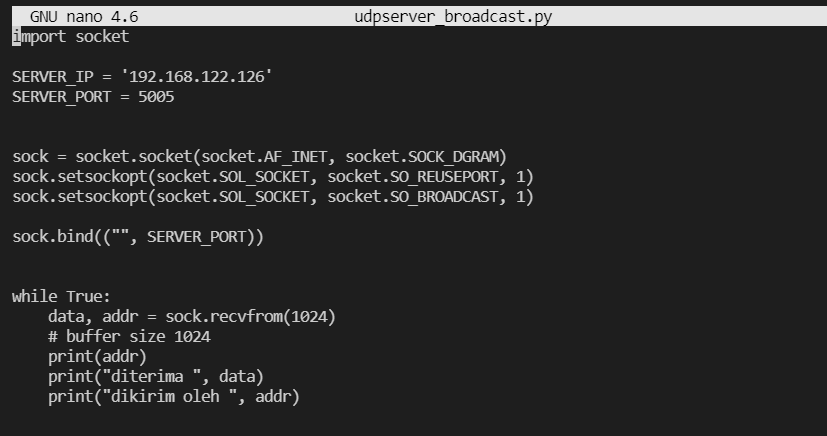 GNU nano 4.6 udpserver_broadcast.py
import socket
SERVER_IP = '192.168.122.126'
SERVER_PORT = 5005
sock = socket.socket(socket.AF_INET, socket.SOCK_DGRAM)
sock.setsockopt(socket.SOL_SOCKET, socket.SO_REUSEPORT, 1)
sock.setsockopt(socket.SOL_SOCKET, socket.SO_BROADCAST, 1)
sock.bind(("", SERVER_PORT))
while True:
    data, addr = sock.recvfrom(1024)
    # buffer size 1024
    print(addr)
    print("diterima ", data)
    print("dikirim oleh ", addr)